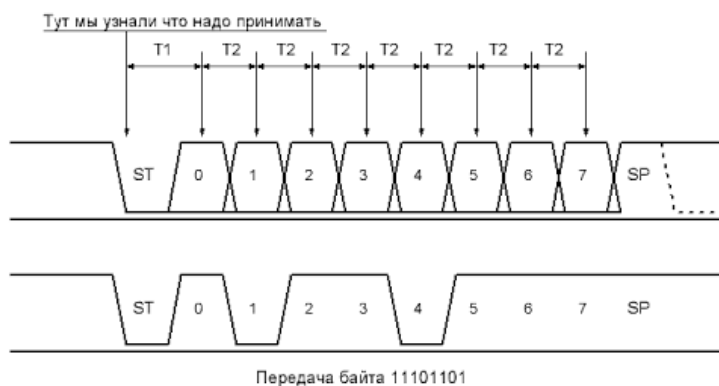 Тут мы узнали что надо принимать
T1 T2 T2 T2 T2 T2 T2 T2
ST 0 1 2 3 4 5 6 7 SP
ST 0 1 2 3 4 5 6 7 SP
Передача байта 11101101